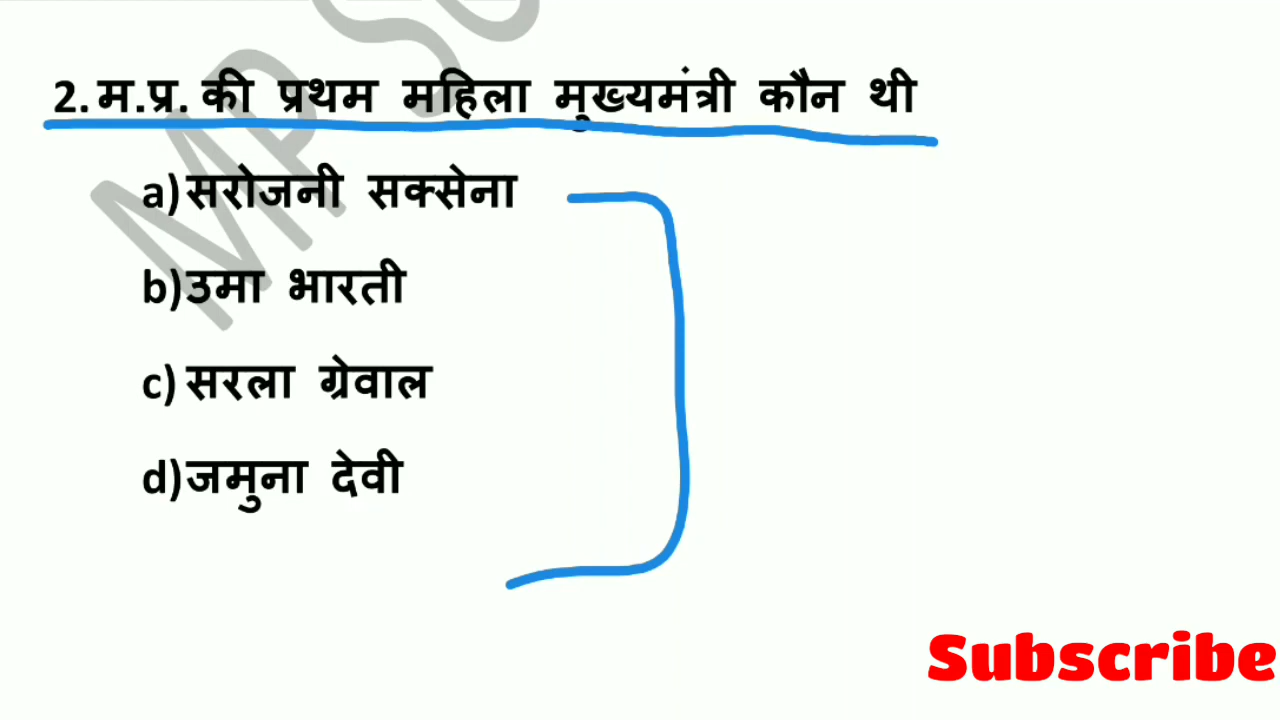 2. म.प्र. की प्रथम महिला मुख्यमंत्री कौन थी
a) सरोजनी सक्सेना
b) उमा भारती
c) सरला ग्रेवाल
d) जमुना देवी
Subscribe